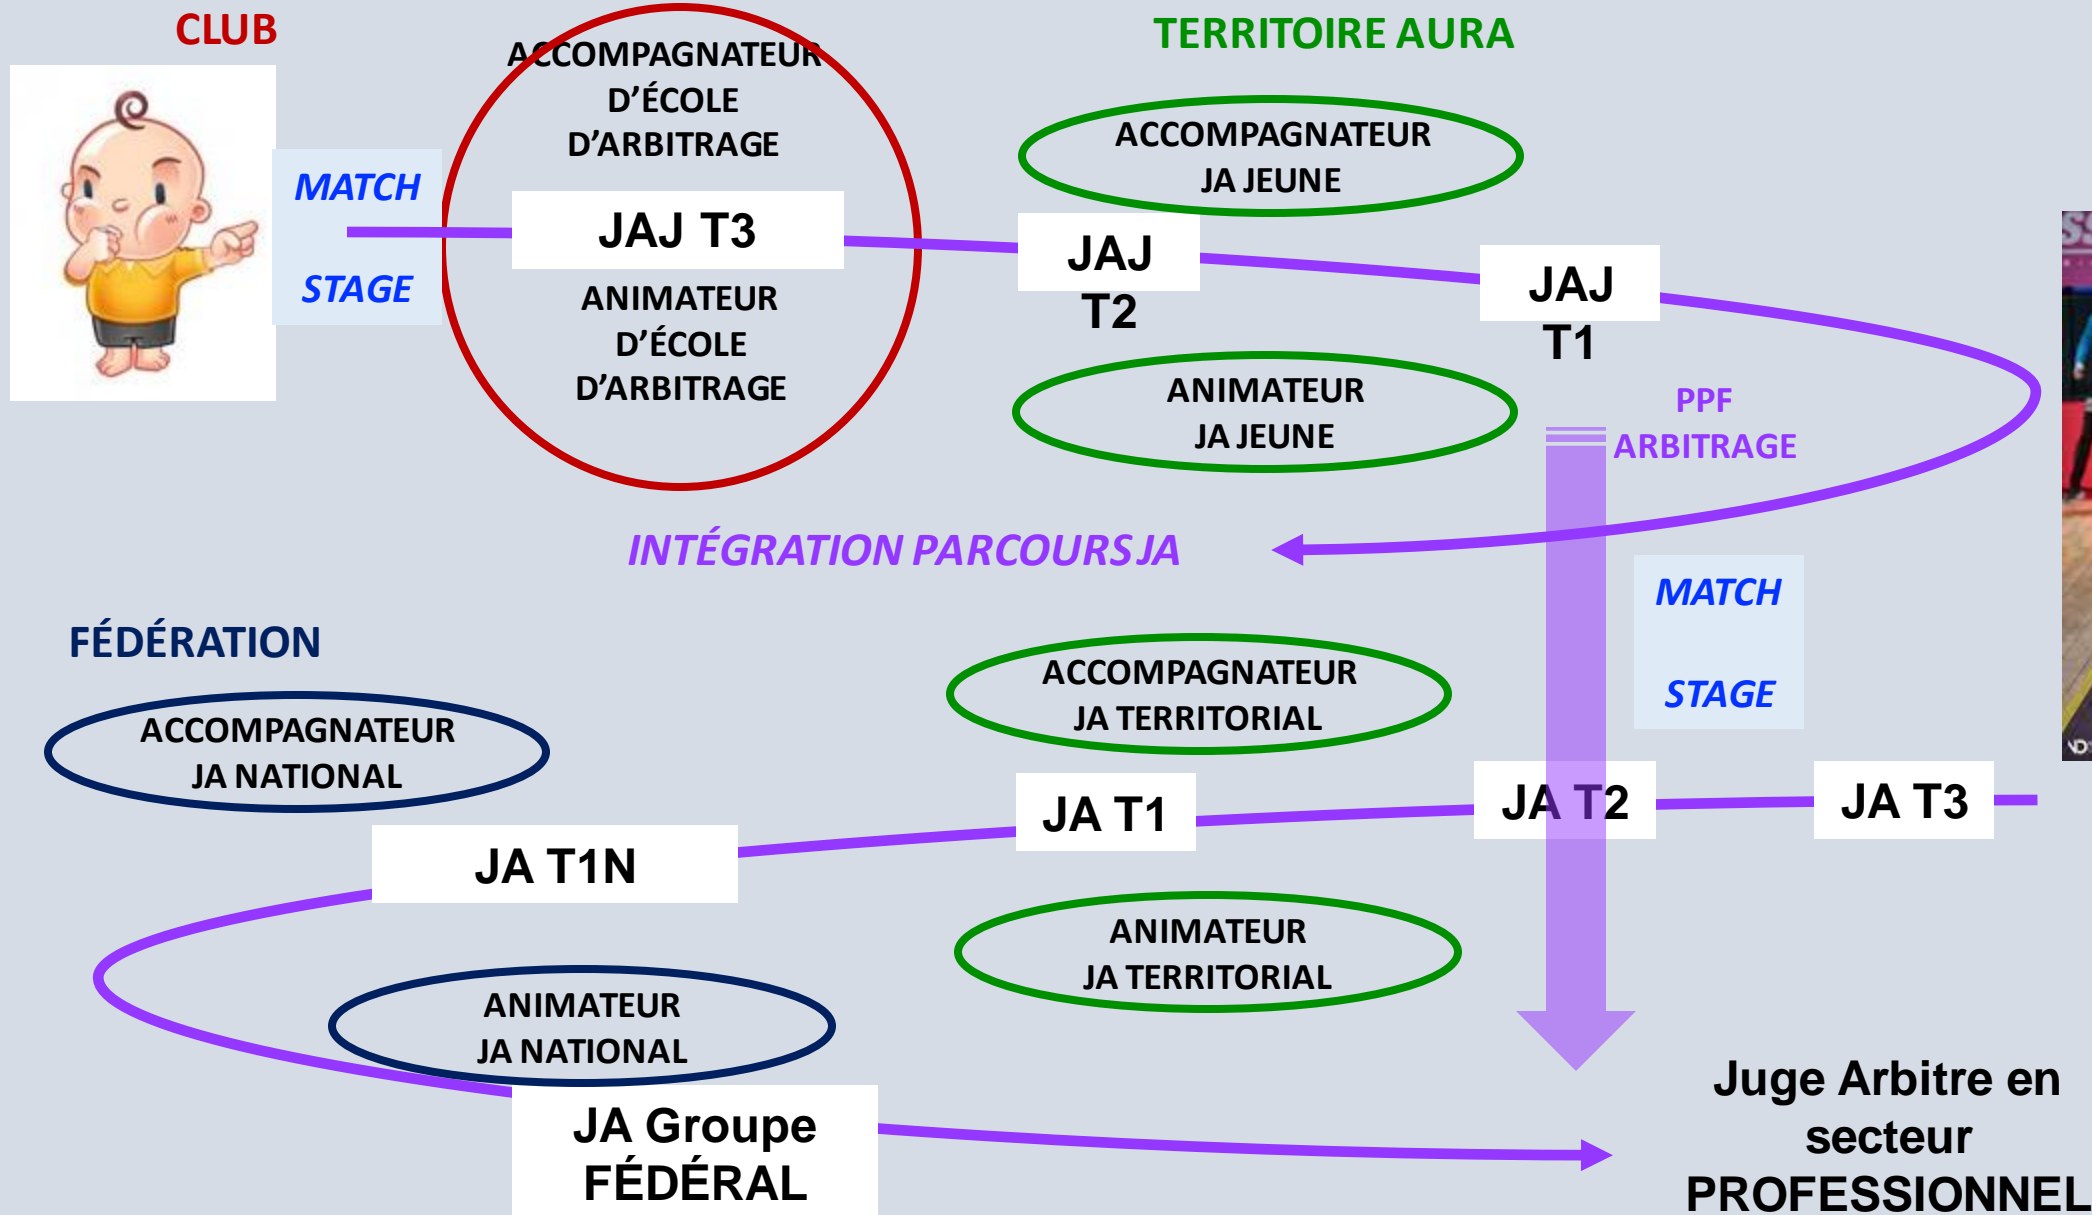 CLUB
ACCOMPAGNATEUR
D’ÉCOLE
D’ARBITRAGE
MATCH
STAGE
JAJ T3
ANIMATEUR
D’ÉCOLE
D’ARBITRAGE
TERRITOIRE AURA
ACCOMPAGNATEUR
JA JEUNE
JAJ
T2
JAJ
T1
ANIMATEUR
JA JEUNE
PPF
ARBITRAGE
INTÉGRATION PARCOURS JA
MATCH
STAGE
FÉDÉRATION
ACCOMPAGNATEUR
JA NATIONAL
ACCOMPAGNATEUR
JA TERRITORIAL
JA T1N
JA T1
JA T2
JA T3
ANIMATEUR
JA TERRITORIAL
ANIMATEUR
JA NATIONAL
JA Groupe
FÉDÉRAL
Juge Arbitre en
secteur
PROFESSIONNEL